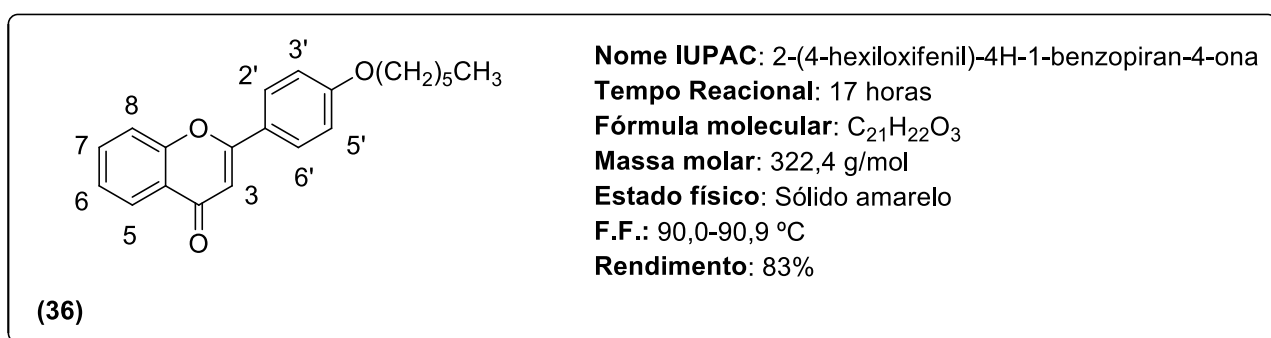 3'
O(CH₂)₅CH₃
2'
8
O
7
5'
6'
6
3
5
O
(36)
Nome IUPAC: 2-(4-hexiloxifenil)-4H-1-benzopiran-4-ona
Tempo Reacional: 17 horas
Fórmula molecular: C₂₁H₂₂O₃
Massa molar: 322,4 g/mol
Estado físico: Sólido amarelo
F.F.: 90,0-90,9 ºC
Rendimento: 83%